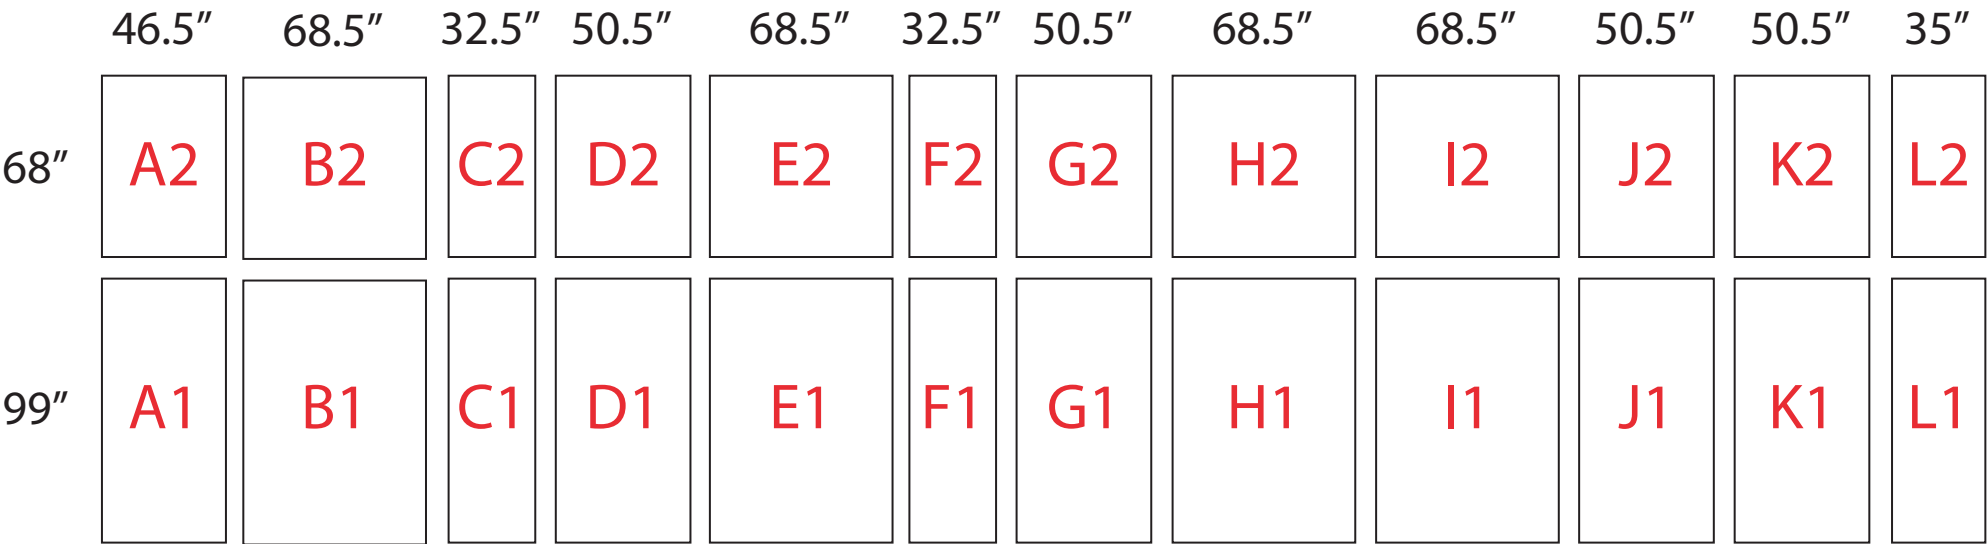 46.5” 68.5” 32.5” 50.5” 68.5” 32.5” 50.5” 68.5” 68.5” 50.5” 50.5” 35”
68” A2 B2 C2 D2 E2 F2 G2 H2 I2 J2 K2 L2
99” A1 B1 C1 D1 E1 F1 G1 H1 I1 J1 K1 L1